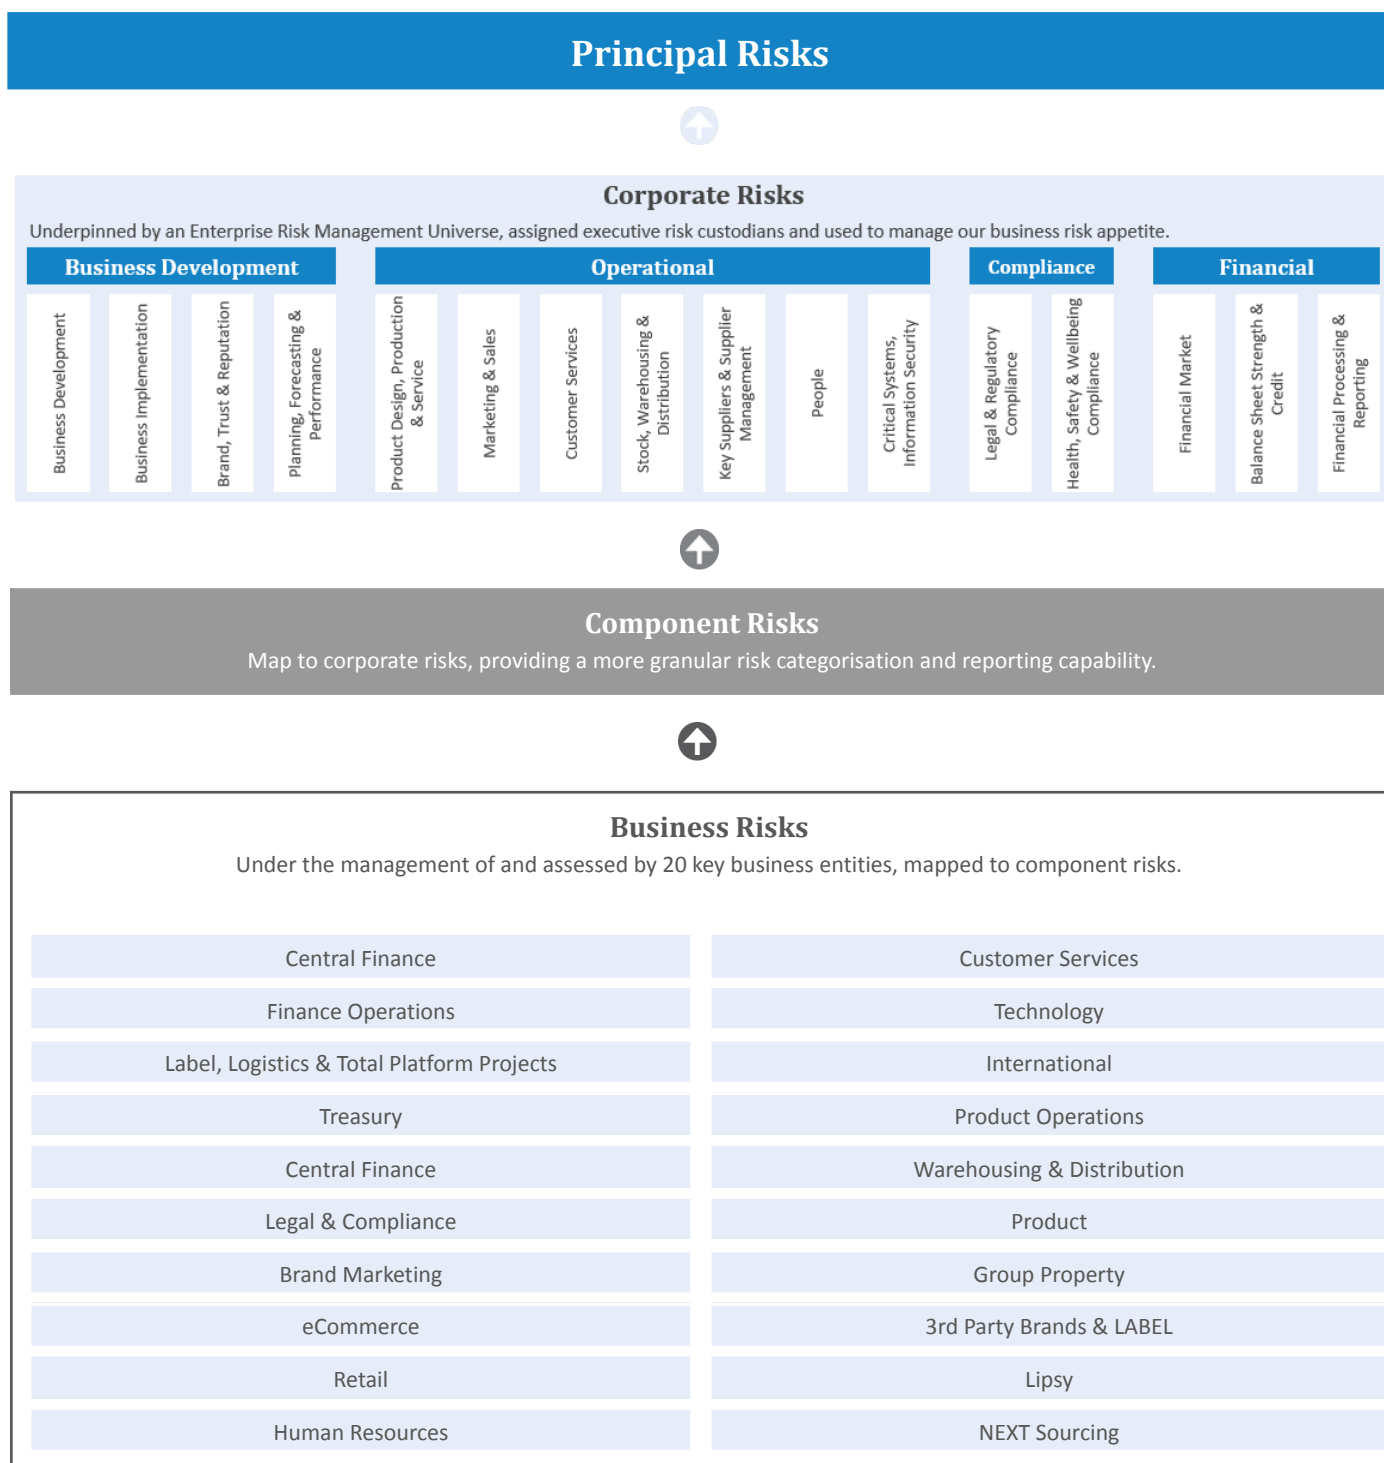 Principal Risks
Corporate Risks
Underpinned by an Enterprise Risk Management Universe, assigned executive risk custodians and used to manage our business risk appetite.
Business Development
Operational
Compliance
Financial
Business Development
Business Implementation
Brand, Trust & Reputation
Planning, Forecasting &
Performance
Product Design, Production
& Service
Marketing & Sales
Customer Services
Stock, Warehousing &
Distribution
Key Suppliers & Supplier
Management
People
Critical Systems,
Information Security
Legal & Regulatory
Compliance
Health, Safety & Wellbeing
Compliance
Financial Market
Balance Sheet Strength &
Credit
Financial Processing &
Reporting
Component Risks
Map to corporate risks, providing a more granular risk categorisation and reporting capability.
Business Risks
Under the management of and assessed by 20 key business entities, mapped to component risks.
Central Finance
Customer Services
Finance Operations
Technology
Label, Logistics & Total Platform Projects
International
Treasury
Product Operations
Central Finance
Warehousing & Distribution
Legal & Compliance
Product
Brand Marketing
Group Property
eCommerce
3rd Party Brands & LABEL
Retail
Lipsy
Human Resources
NEXT Sourcing